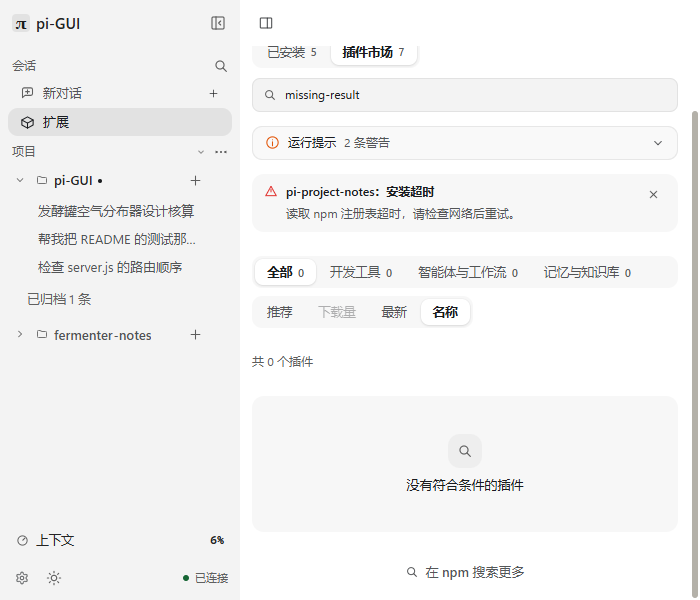 π pi-GUI
会话
新对话
扩展
项目
pi-GUI
发酵罐空气分布器设计核算
帮我把 README 的测试那...
检查 server.js 的路由顺序
已归档 1 条
fermenter-notes
上下文 6%
已连接
已安装 5 插件市场 7
missing-result
运行提示 2 条警告
pi-project-notes：安装超时
读取 npm 注册表超时，请检查网络后重试。
全部 0 开发工具 0 智能体与工作流 0 记忆与知识库 0
推荐 下载量 最新 名称
共 0 个插件
没有符合条件的插件
在 npm 搜索更多